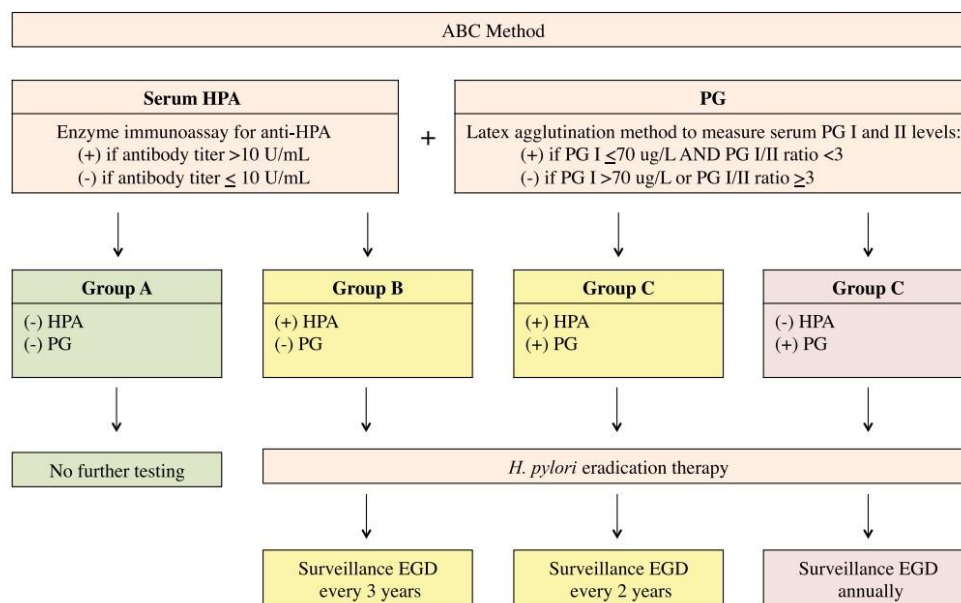 ABC Method
Serum HPA
Enzyme immunoassay for anti-HPA
(+) if antibody titer >10 U/mL
(-) if antibody titer ≤ 10 U/mL
+
PG
Latex agglutination method to measure serum PG I and II levels:
(+) if PG I ≤70 ug/L AND PG I/II ratio <3
(-) if PG I >70 ug/L or PG I/II ratio ≥3
Group A
(-) HPA
(-) PG
Group B
(+) HPA
(-) PG
Group C
(+) HPA
(+) PG
Group C
(-) HPA
(+) PG
No further testing
H. pylori eradication therapy
Surveillance EGD
every 3 years
Surveillance EGD
every 2 years
Surveillance EGD
annually